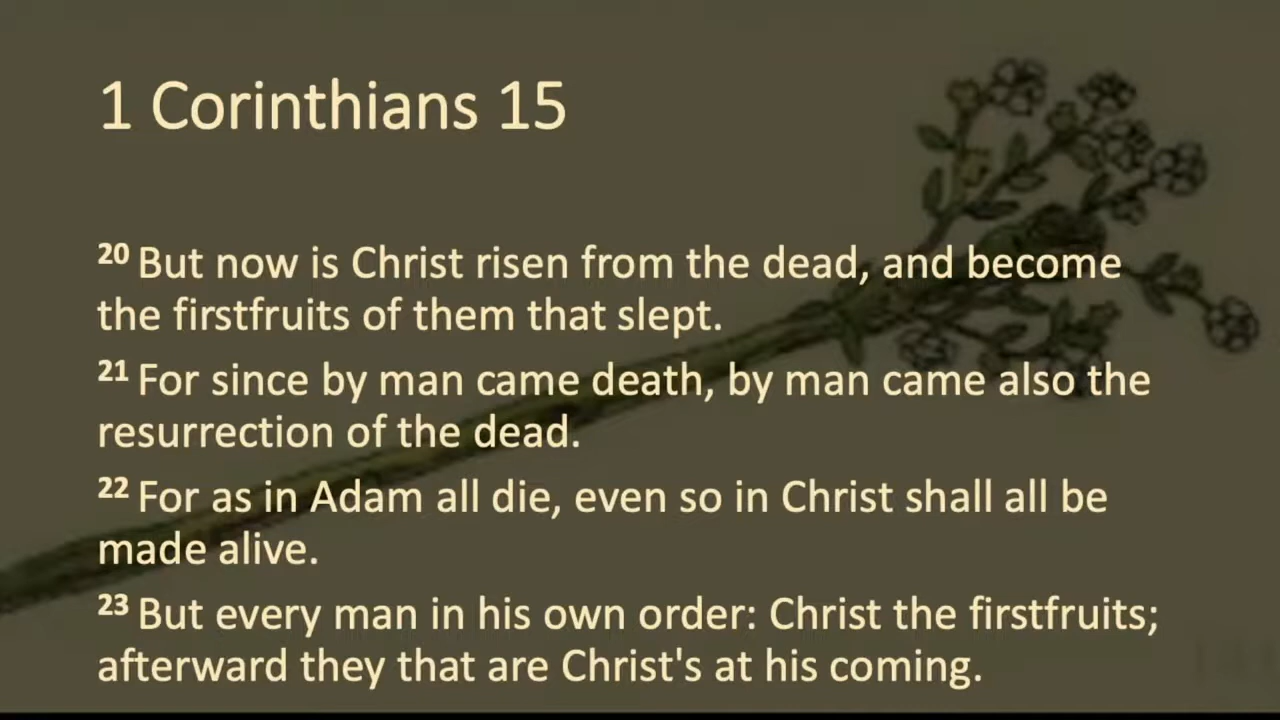 1 Corinthians 15
20 But now is Christ risen from the dead, and become
the firstfruits of them that slept.
21 For since by man came death, by man came also the
resurrection of the dead.
22 For as in Adam all die, even so in Christ shall all be
made alive.
23 But every man in his own order: Christ the firstfruits;
afterward they that are Christ's at his coming.